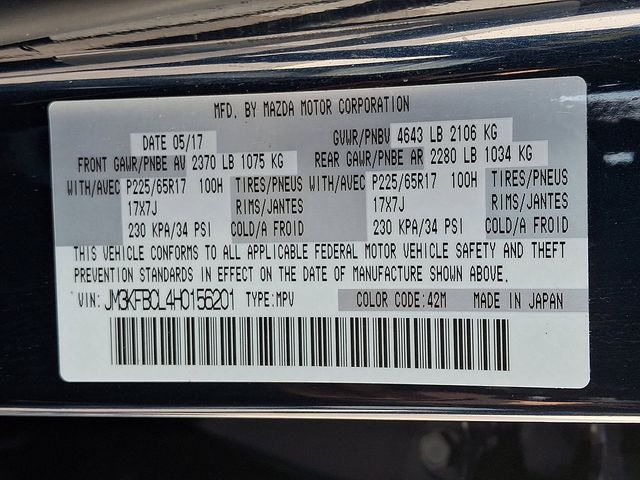 MFD. BY MAZDA MOTOR CORPORATION
DATE 05/17 GVWR/PNBV 4643 LB 2106 KG
FRONT GAWR/PNBE AV 2370 LB 1075 KG REAR GAWR/PNBE AR 2280 LB 1034 KG
WITH/AVEC P225/65R17 100H TIRES/PNEUS WITH/AVEC P225/65R17 100H TIRES/PNEUS
17X7J RIMS/JANTES 17X7J RIMS/JANTES
230 KPA/34 PSI COLD/A FROID 230 KPA/34 PSI COLD/A FROID
THIS VEHICLE CONFORMS TO ALL APPLICABLE FEDERAL MOTOR VEHICLE SAFETY AND THEFT
PREVENTION STANDARDS IN EFFECT ON THE DATE OF MANUFACTURE SHOWN ABOVE.
VIN: JM3KFBCL4H0156201 TYPE:MPV COLOR CODE:42M MADE IN JAPAN